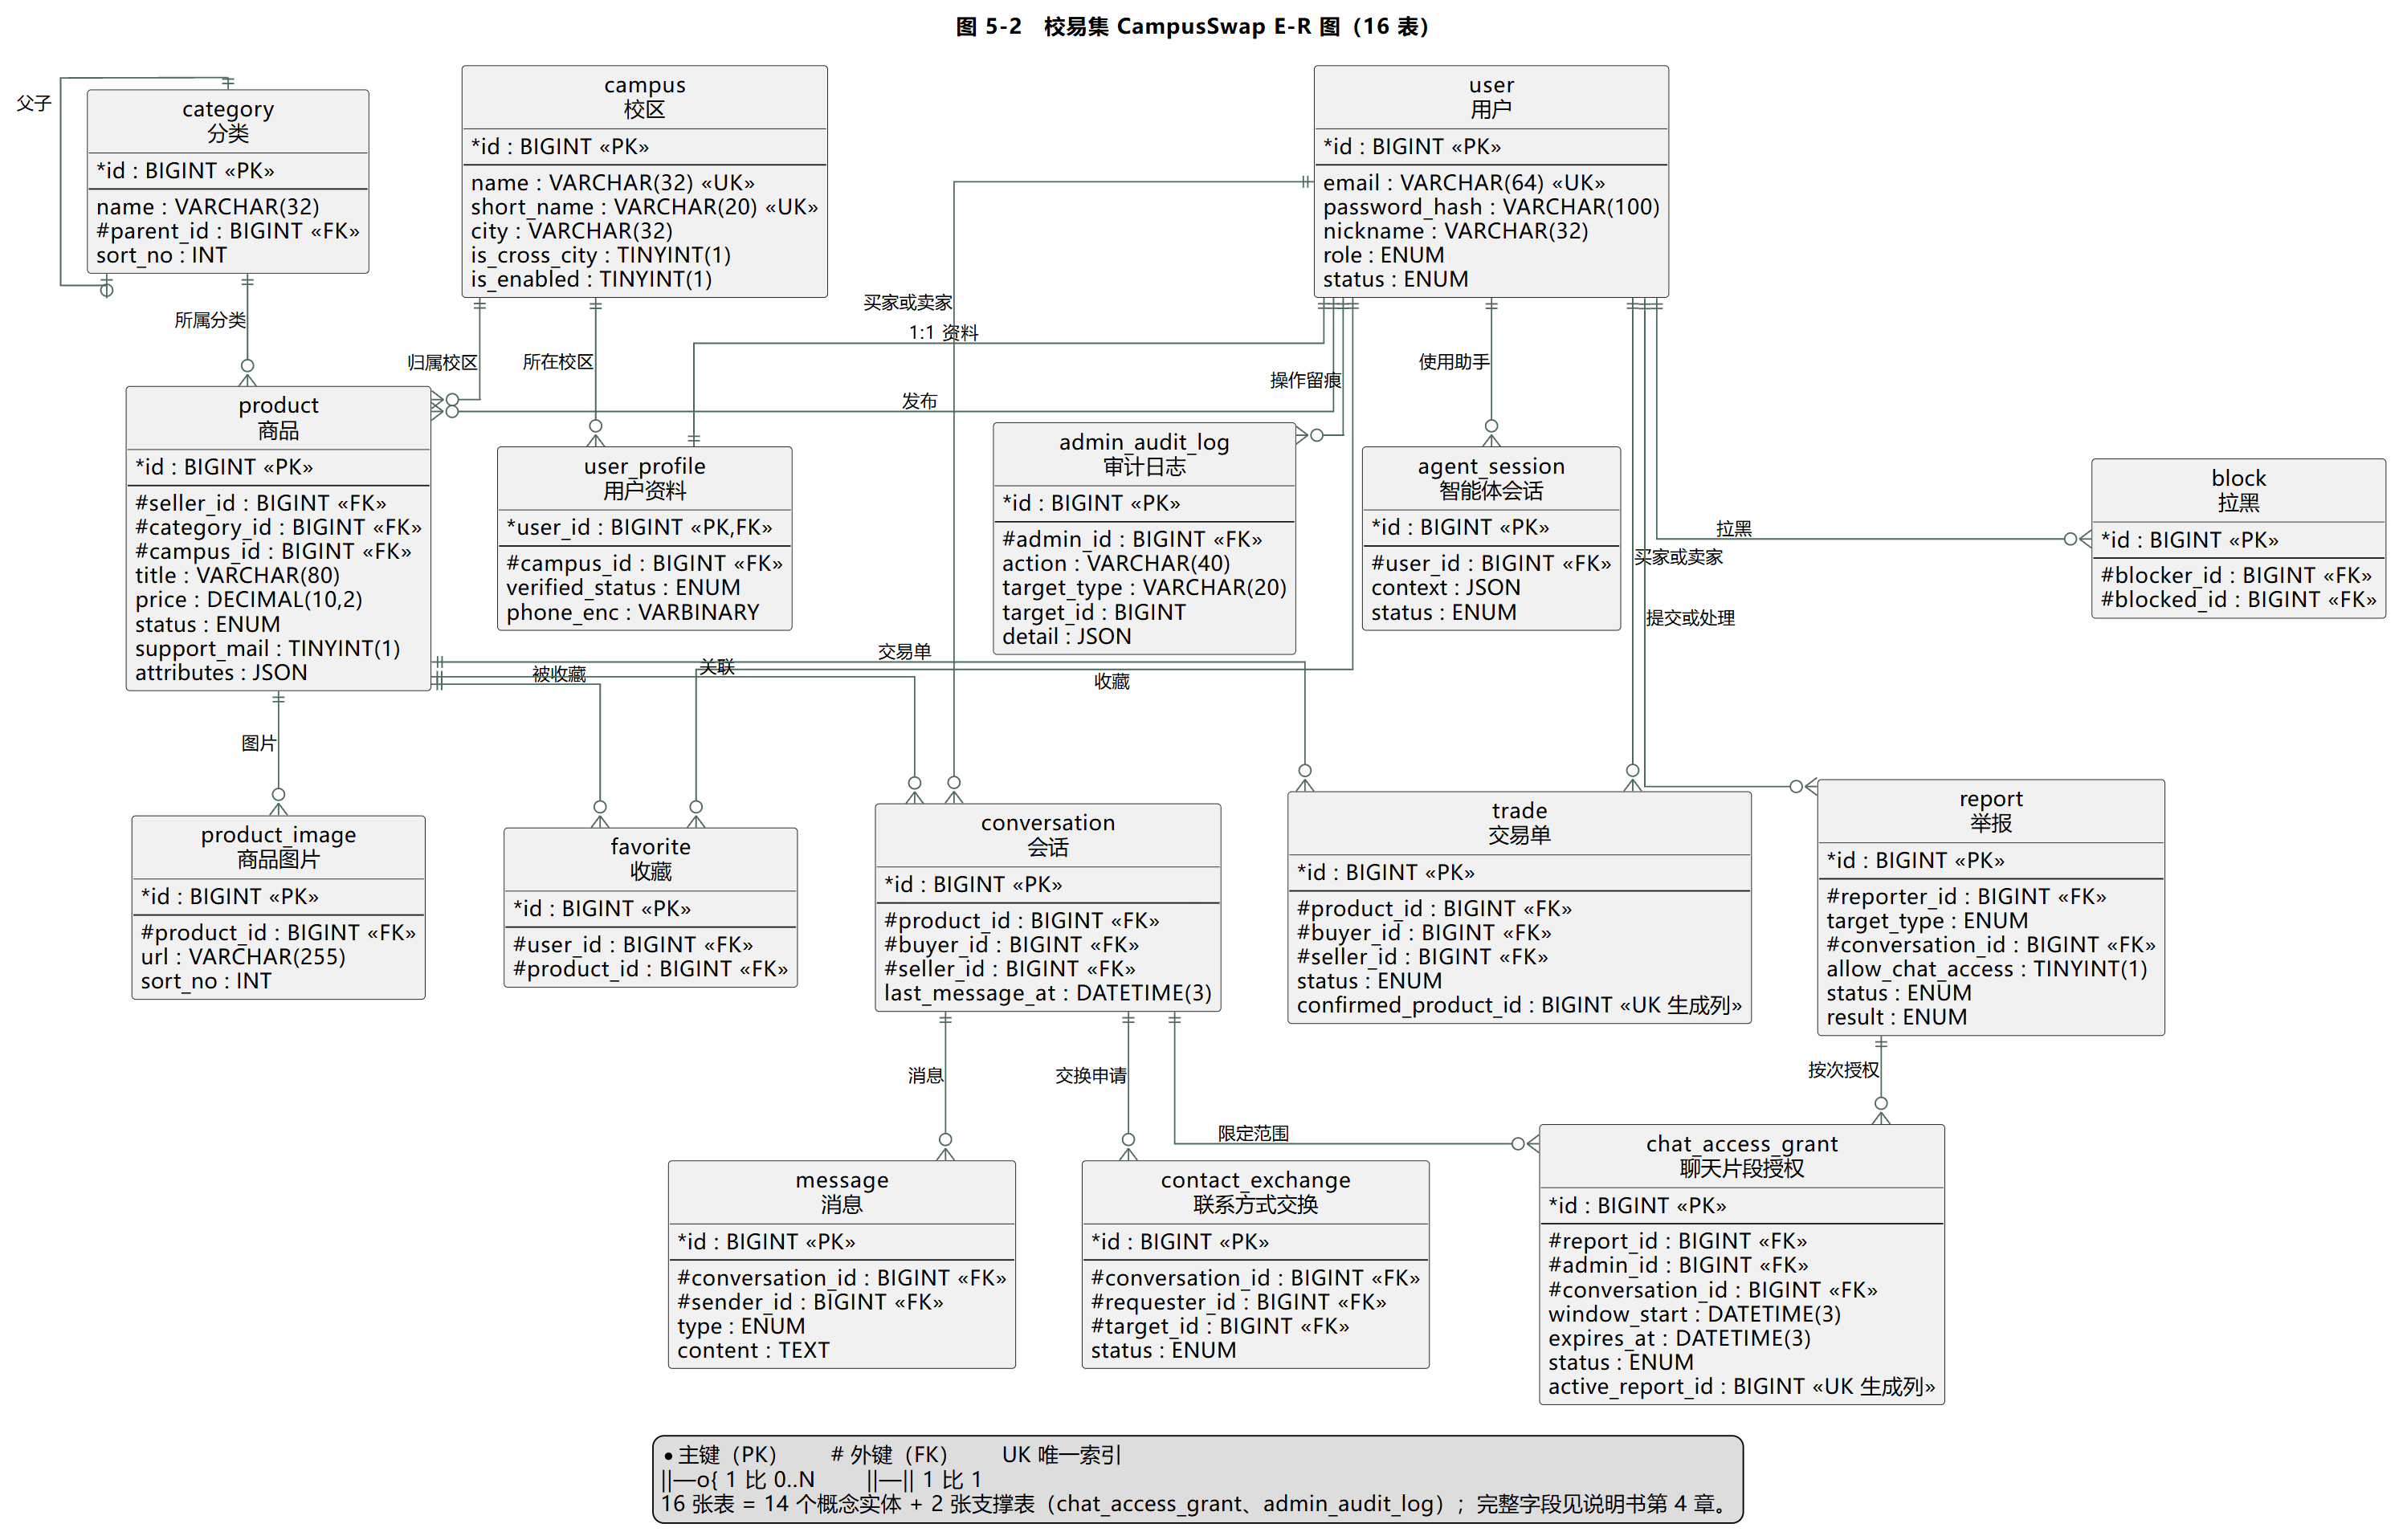 图 5-2 校易集 CampusSwap E-R 图（16 表）
父子
category
分类
*id : BIGINT «PK»
name : VARCHAR(32)
#parent_id : BIGINT «FK»
sort_no : INT
campus
校区
*id : BIGINT «PK»
name : VARCHAR(32) «UK»
short_name : VARCHAR(20) «UK»
city : VARCHAR(32)
is_cross_city : TINYINT(1)
is_enabled : TINYINT(1)
user
用户
*id : BIGINT «PK»
email : VARCHAR(64) «UK»
password_hash : VARCHAR(100)
nickname : VARCHAR(32)
role : ENUM
status : ENUM
所属分类
归属校区
所在校区
买家或卖家
1:1 资料
发布
操作留痕
使用助手
product
商品
*id : BIGINT «PK»
#seller_id : BIGINT «FK»
#category_id : BIGINT «FK»
#campus_id : BIGINT «FK»
title : VARCHAR(80)
price : DECIMAL(10,2)
status : ENUM
support_mail : TINYINT(1)
attributes : JSON
user_profile
用户资料
*user_id : BIGINT «PK,FK»
#campus_id : BIGINT «FK»
verified_status : ENUM
phone_enc : VARBINARY
admin_audit_log
审计日志
*id : BIGINT «PK»
#admin_id : BIGINT «FK»
action : VARCHAR(40)
target_type : VARCHAR(20)
target_id : BIGINT
detail : JSON
agent_session
智能体会话
*id : BIGINT «PK»
#user_id : BIGINT «FK»
context : JSON
status : ENUM
拉黑
买家或卖家
提交或处理
block
拉黑
*id : BIGINT «PK»
#blocker_id : BIGINT «FK»
#blocked_id : BIGINT «FK»
交易单
被收藏
关联
收藏
图片
product_image
商品图片
*id : BIGINT «PK»
#product_id : BIGINT «FK»
url : VARCHAR(255)
sort_no : INT
favorite
收藏
*id : BIGINT «PK»
#user_id : BIGINT «FK»
#product_id : BIGINT «FK»
conversation
会话
*id : BIGINT «PK»
#product_id : BIGINT «FK»
#buyer_id : BIGINT «FK»
#seller_id : BIGINT «FK»
last_message_at : DATETIME(3)
trade
交易单
*id : BIGINT «PK»
#product_id : BIGINT «FK»
#buyer_id : BIGINT «FK»
#seller_id : BIGINT «FK»
status : ENUM
confirmed_product_id : BIGINT «UK 生成列»
report
举报
*id : BIGINT «PK»
#reporter_id : BIGINT «FK»
target_type : ENUM
#conversation_id : BIGINT «FK»
allow_chat_access : TINYINT(1)
status : ENUM
result : ENUM
消息
交换申请
限定范围
按次授权
message
消息
*id : BIGINT «PK»
#conversation_id : BIGINT «FK»
#sender_id : BIGINT «FK»
type : ENUM
content : TEXT
contact_exchange
联系方式交换
*id : BIGINT «PK»
#conversation_id : BIGINT «FK»
#requester_id : BIGINT «FK»
#target_id : BIGINT «FK»
status : ENUM
chat_access_grant
聊天片段授权
*id : BIGINT «PK»
#report_id : BIGINT «FK»
#admin_id : BIGINT «FK»
#conversation_id : BIGINT «FK»
window_start : DATETIME(3)
expires_at : DATETIME(3)
status : ENUM
active_report_id : BIGINT «UK 生成列»
• 主键（PK） # 外键（FK） UK 唯一索引
||—o{ 1 比 0..N ||—|| 1 比 1
16 张表 = 14 个概念实体 + 2 张支撑表（chat_access_grant、admin_audit_log）；完整字段见说明书第 4 章。